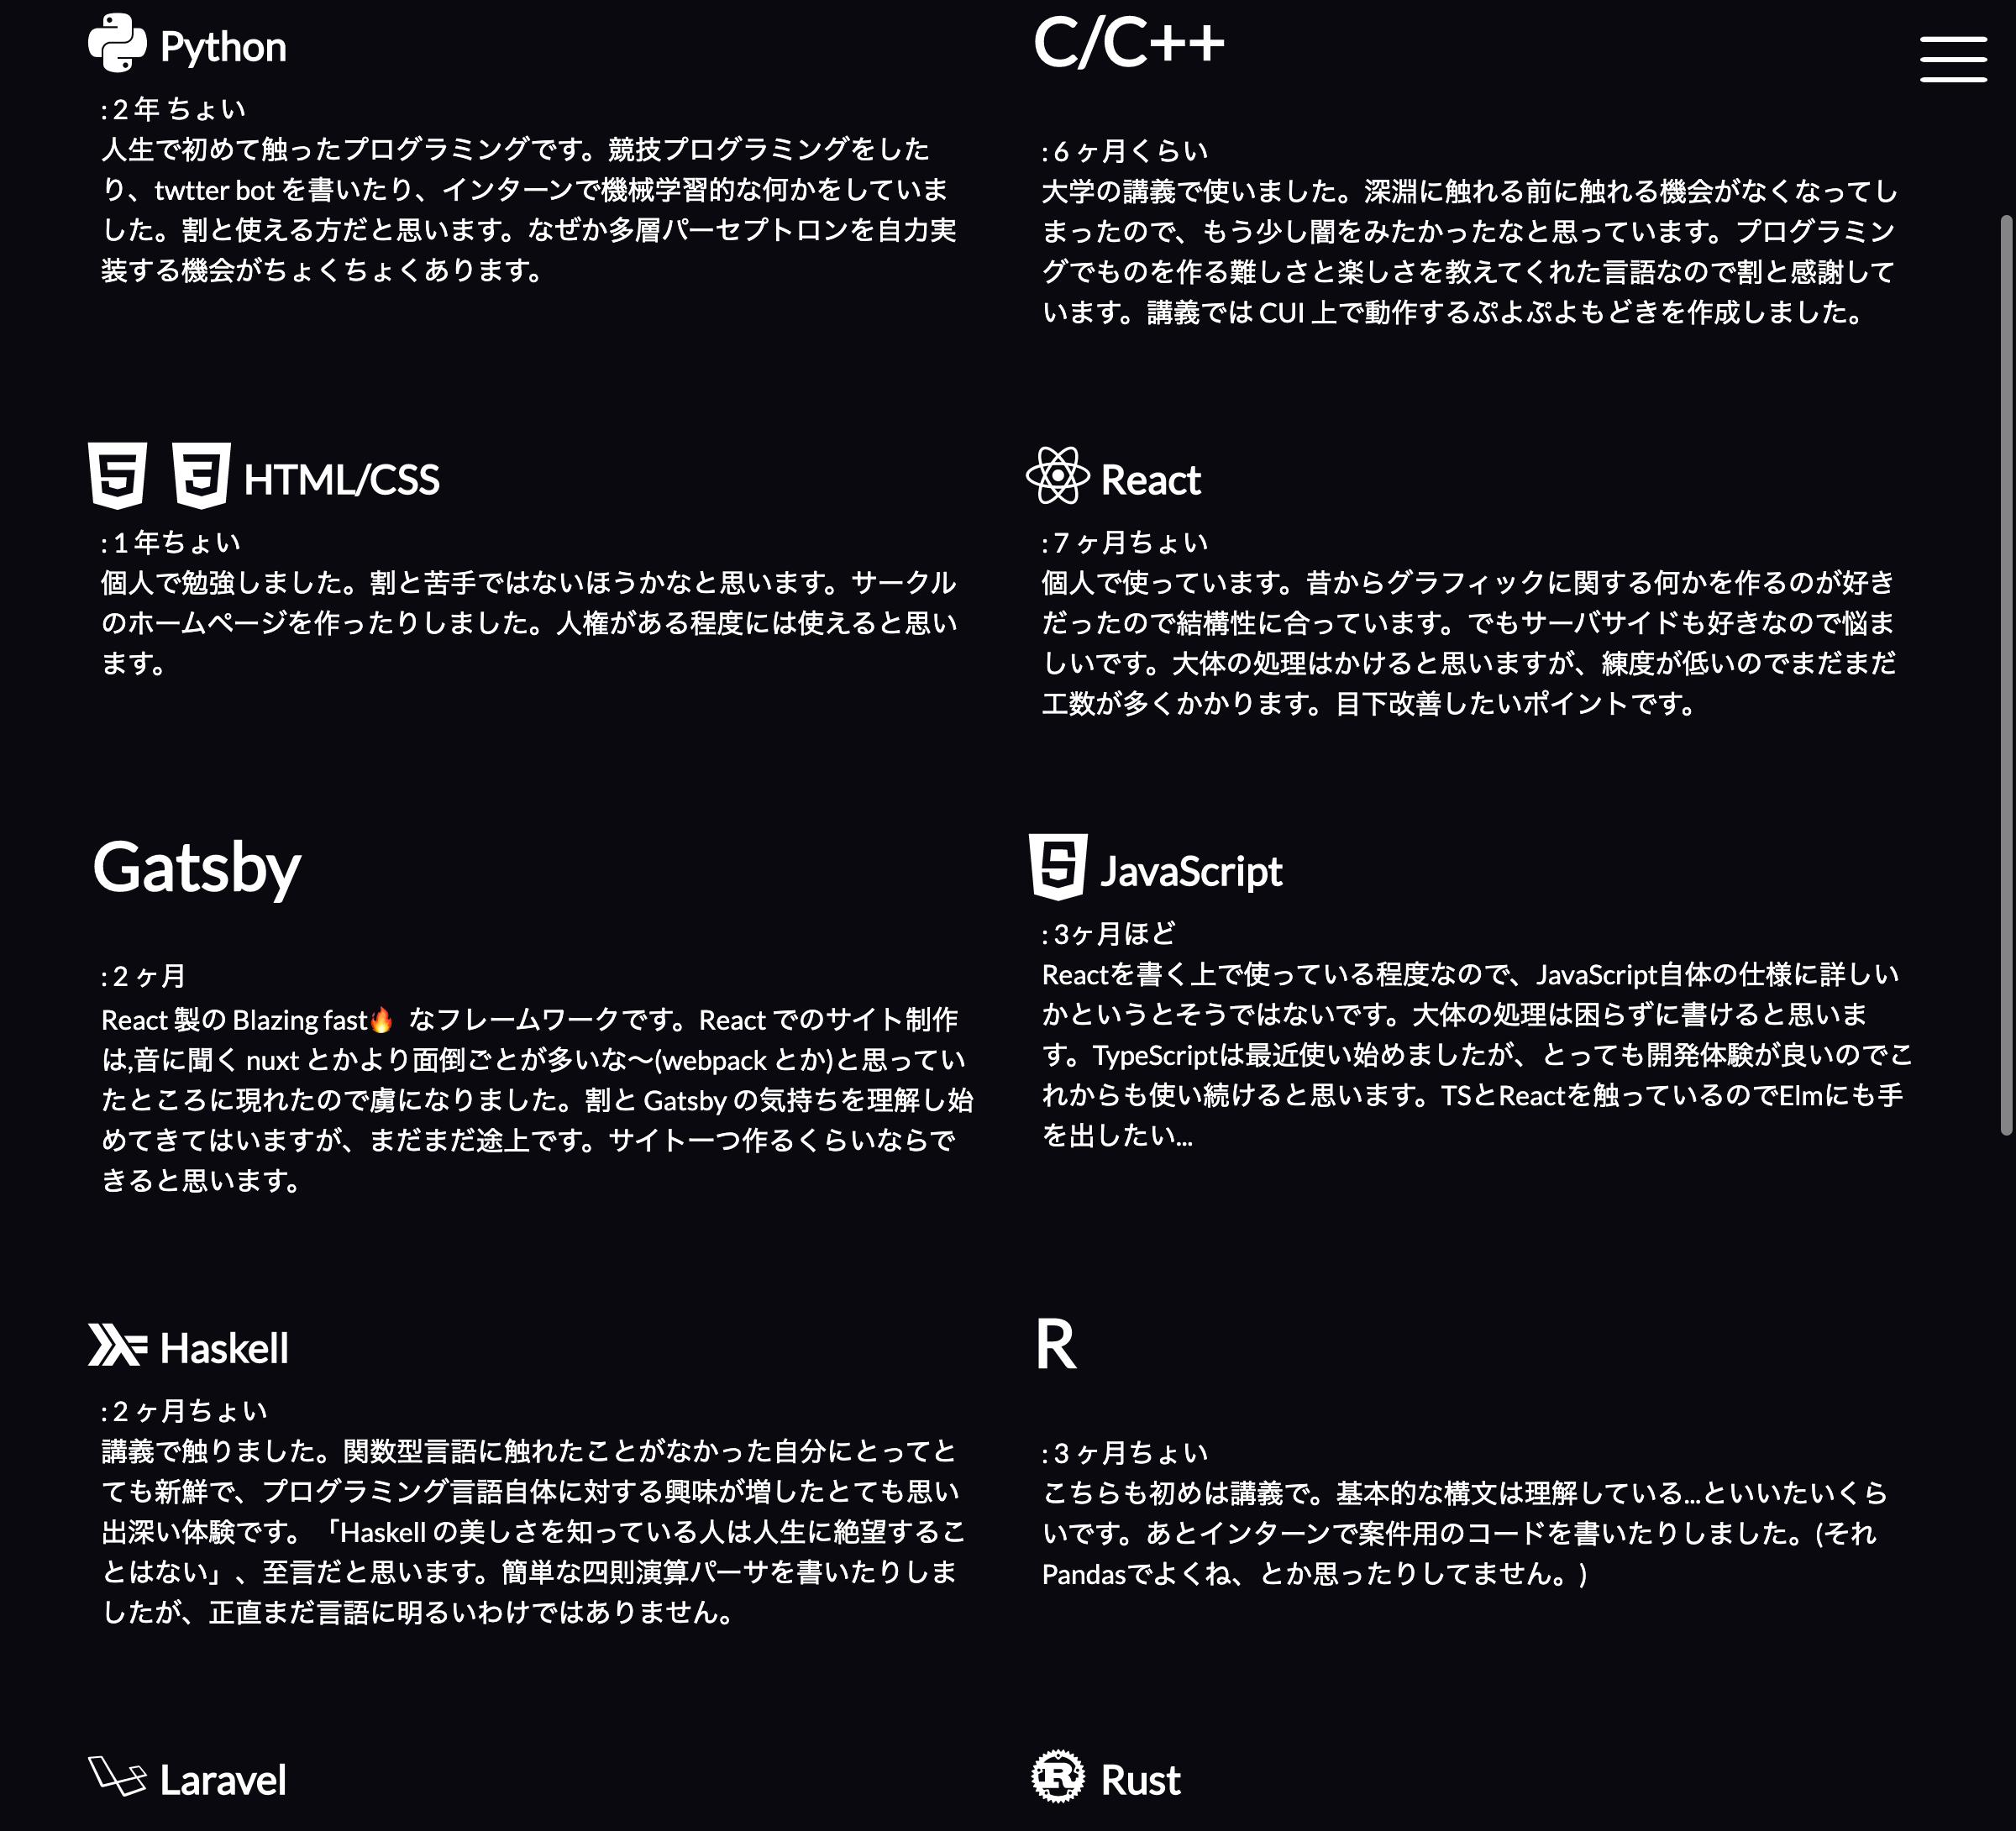 Python
: 2 年 ちょい
人生で初めて触ったプログラミングです。競技プログラミングをした
り、twtter bot を書いたり、インターンで機械学習的な何かをしていま
した。割と使える方だと思います。なぜか多層パーセプトロンを自力実
装する機会がちょくちょくあります。
C/C++
: 6 ヶ月くらい
大学の講義で使いました。深淵に触れる前に触れる機会がなくなってし
まったので、もう少し闇をみたかったなと思っています。プログラミン
グでものを作る難しさと楽しさを教えてくれた言語なので割と感謝して
います。講義では CUI 上で動作するぷよぷよもどきを作成しました。
HTML/CSS
: 1 年ちょい
個人で勉強しました。割と苦手ではないほうかなと思います。サークル
のホームページを作ったりしました。人権がある程度には使えると思い
ます。
React
: 7 ヶ月ちょい
個人で使っています。昔からグラフィックに関する何かを作るのが好き
だったので結構性に合っています。でもサーバサイドも好きなので悩ま
しいです。大体の処理はかけると思いますが、練度が低いのでまだまだ
工数が多くかかります。目下改善したいポイントです。
Gatsby
: 2 ヶ月
React 製の Blazing fast🔥 なフレームワークです。React でのサイト制作
は,音に聞く nuxt とかより面倒ごとが多いな〜(webpack とか)と思ってい
たところに現れたので虜になりました。割と Gatsby の気持ちを理解し始
めてきてはいますが、まだまだ途上です。サイト一つ作るくらいならで
きると思います。
JavaScript
: 3ヶ月ほど
Reactを書く上で使っている程度なので、JavaScript自体の仕様に詳しい
かというとそうではないです。大体の処理は困らずに書けると思いま
す。TypeScriptは最近使い始めましたが、とっても開発体験が良いのでこ
れからも使い続けると思います。TSとReactを触っているのでElmにも手
を出したい...
Haskell
: 2 ヶ月ちょい
講義で触りました。関数型言語に触れたことがなかった自分にとってと
ても新鮮で、プログラミング言語自体に対する興味が増したとても思い
出深い体験です。「Haskell の美しさを知っている人は人生に絶望するこ
とはない」、至言だと思います。簡単な四則演算パーサを書いたりしま
したが、正直まだ言語に明るいわけではありません。
R
: 3 ヶ月ちょい
こちらも初めは講義で。基本的な構文は理解している...といいたいくら
いです。あとインターンで案件用のコードを書いたりしました。(それ
Pandasでよくね、とか思ったりしてません。)
Laravel
Rust